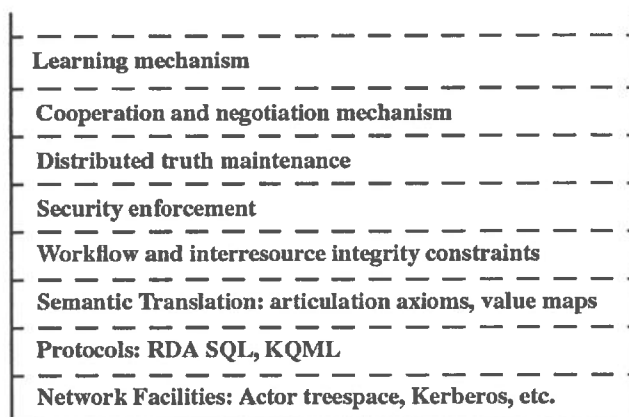 Learning mechanism
Cooperation and negotiation mechanism
Distributed truth maintenance
Security enforcement
Workflow and interresource integrity constraints
Semantic Translation: articulation axioms, value maps
Protocols: RDA SQL, KQML
Network Facilities: Actor treespace, Kerberos, etc.